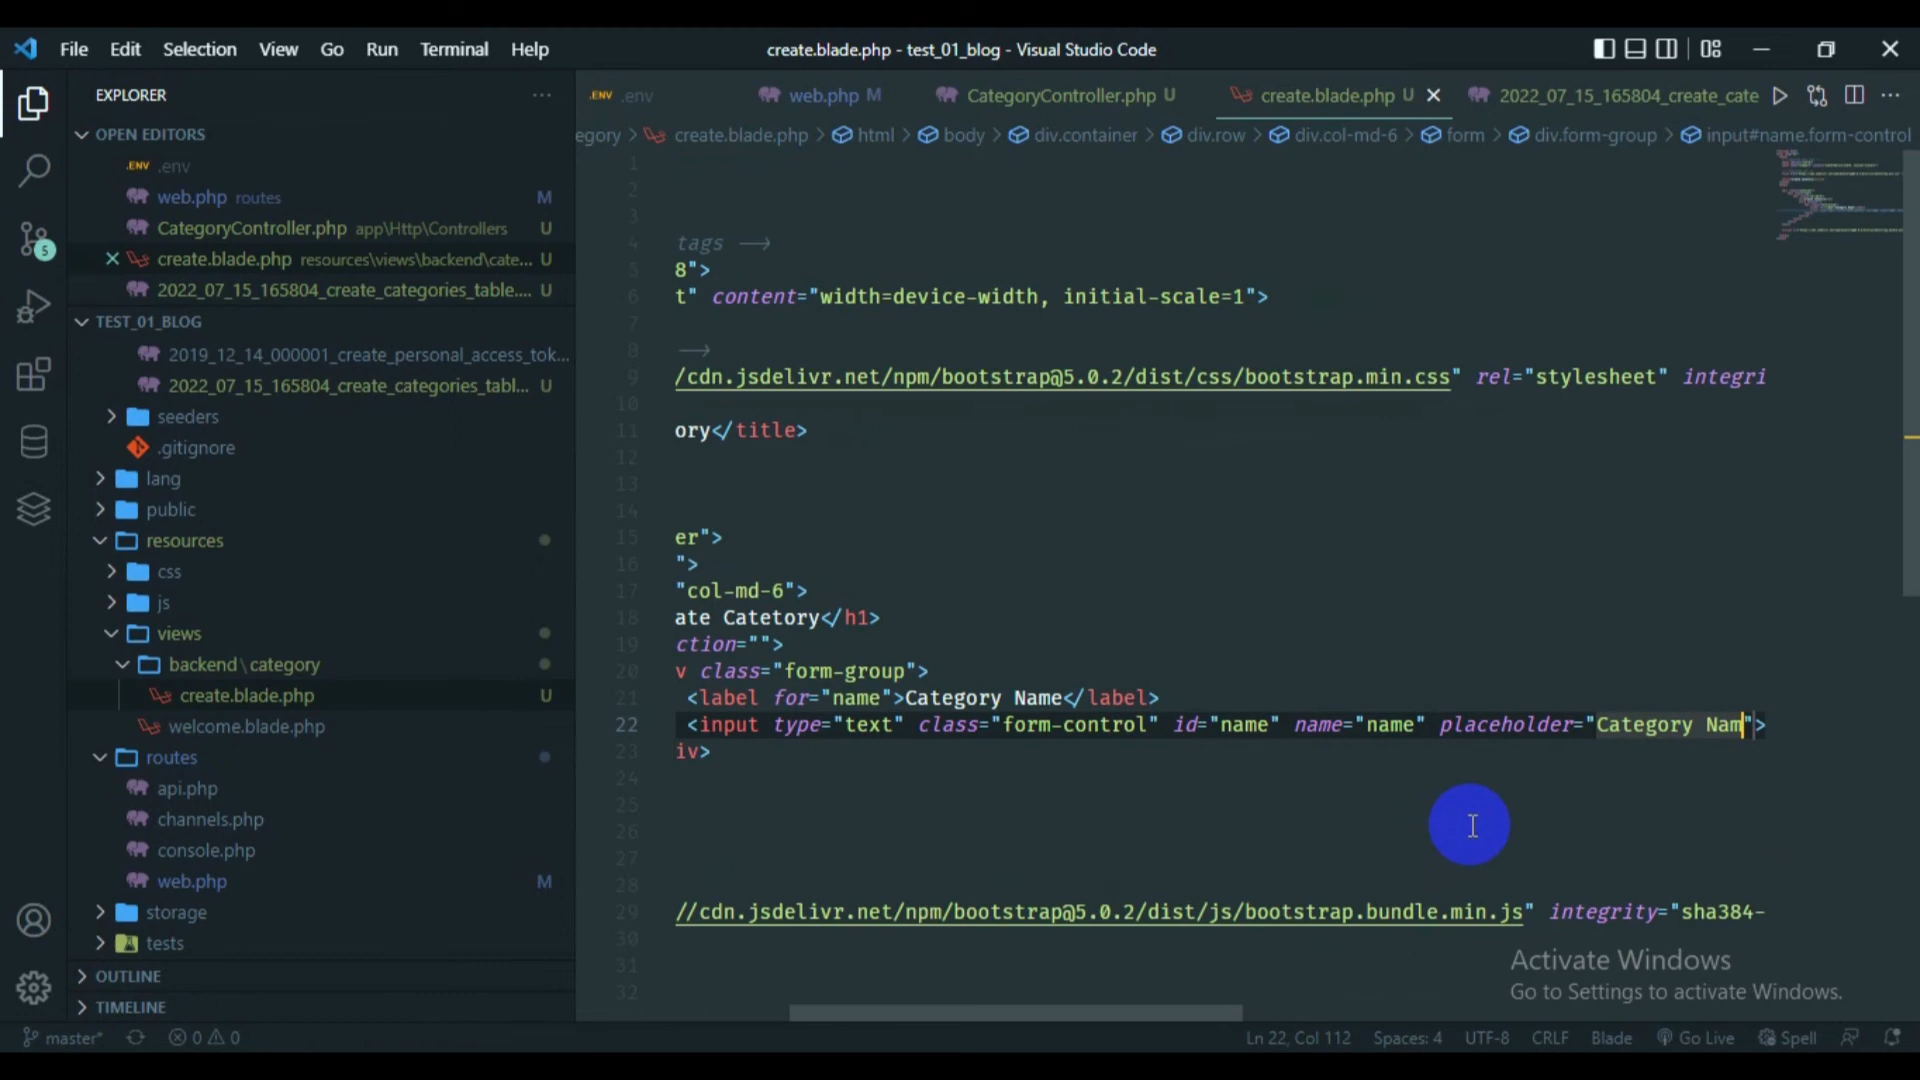 File Edit Selection View Go Run Terminal Help
create.blade.php - test_01_blog - Visual Studio Code
EXPLORER
OPEN EDITORS
.ENV .env
web.php routes M
CategoryController.php app\Http\Controllers U
create.blade.php resources\views\backend\cate... U
2022_07_15_165804_create_categories_table.... U
TEST_01_BLOG
2019_12_14_000001_create_personal_access_tok...
2022_07_15_165804_create_categories_tabl... U
seeders
.gitignore
lang
public
resources
css
js
views
backend\category
create.blade.php U
welcome.blade.php
routes
api.php
channels.php
console.php
web.php M
storage
tests
OUTLINE
TIMELINE
5
.ENV .env web.php M CategoryController.php U create.blade.php U 2022_07_15_165804_create_cate
egory > create.blade.php > html > body > div.container > div.row > div.col-md-6 > form > div.form-group > input#name.form-control
1
2
3
4 tags -->
5 8">
6 t" content="width=device-width, initial-scale=1">
7
8 -->
9 /cdn.jsdelivr.net/npm/bootstrap@5.0.2/dist/css/bootstrap.min.css" rel="stylesheet" integri
10
11 ory</title>
12
13
14
15 er">
16 ">
17 "col-md-6">
18 ate Catetory</h1>
19 ction="">
20 v class="form-group">
21 <label for="name">Category Name</label>
22 <input type="text" class="form-control" id="name" name="name" placeholder="Category Nam">
23 iv>
24
25
26
27
28
29 //cdn.jsdelivr.net/npm/bootstrap@5.0.2/dist/js/bootstrap.bundle.min.js" integrity="sha384-
30
31
32
Activate Windows
Go to Settings to activate Windows.
master* 0 0 Ln 22, Col 112 Spaces: 4 UTF-8 CRLF Blade Go Live Spell